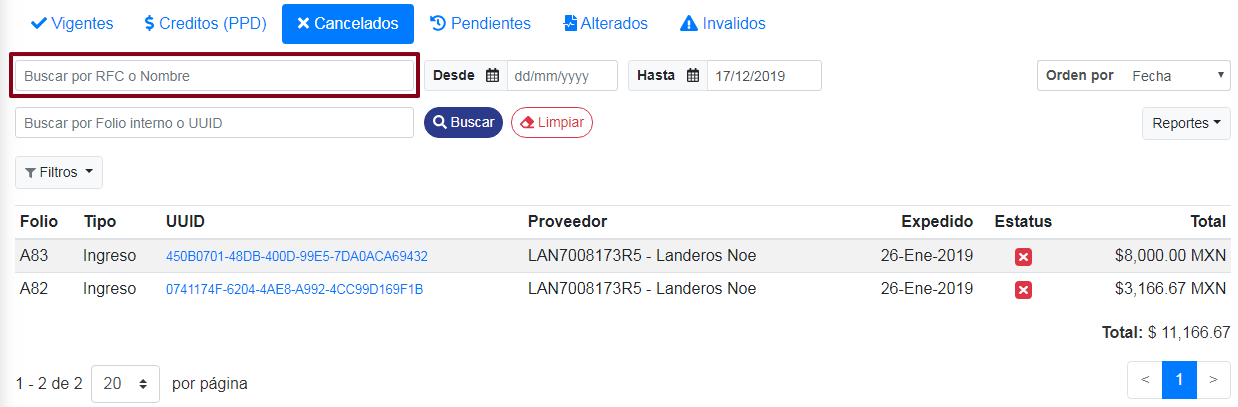 Vigentes Creditos (PPD) Cancelados Pendientes Alterados Invalidos
Buscar por RFC o Nombre Desde dd/mm/yyyy Hasta 17/12/2019 Orden por Fecha
Buscar por Folio interno o UUID Buscar Limpiar Reportes
Filtros
Folio Tipo UUID Proveedor Expedido Estatus Total
A83 Ingreso 450B0701-48DB-400D-99E5-7DA0ACA69432 LAN7008173R5 - Landeros Noe 26-Ene-2019 $8,000.00 MXN
A82 Ingreso 0741174F-6204-4AE8-A992-4CC99D169F1B LAN7008173R5 - Landeros Noe 26-Ene-2019 $3,166.67 MXN
Total: $ 11,166.67
1 - 2 de 2 20 por página < 1 >